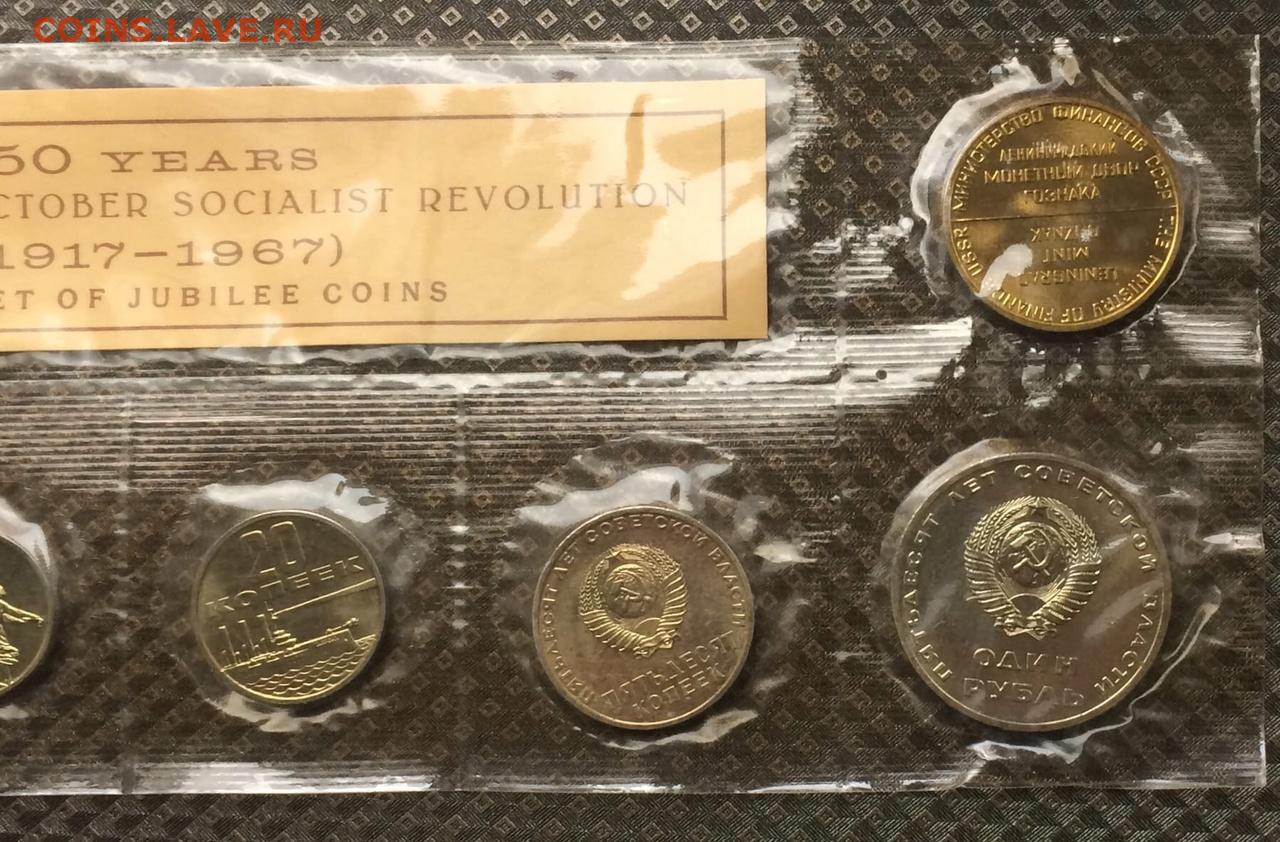 COINS.LAVE.RU
50 YEARS
OCTOBER SOCIALIST REVOLUTION
1917–1967)
ET OF JUBILEE COINS
МИНИСТЕРСТВО ФИНАНСОВ СССР
ЛЕНИНГРАДСКИЙ
МОНЕТНЫЙ ДВОР
ГОЗНАКА
THE MINISTRY OF FINANCE USSR
LENINGRAD
MINT
20
КОПЕЕК
ПЯТЬДЕСЯТ ЛЕТ СОВЕТСКОЙ ВЛАСТИ
ПЯТЬДЕСЯТ
КОПЕЕК
ПЯТЬДЕСЯТ ЛЕТ СОВЕТСКОЙ ВЛАСТИ
ОДИН
РУБЛЬ